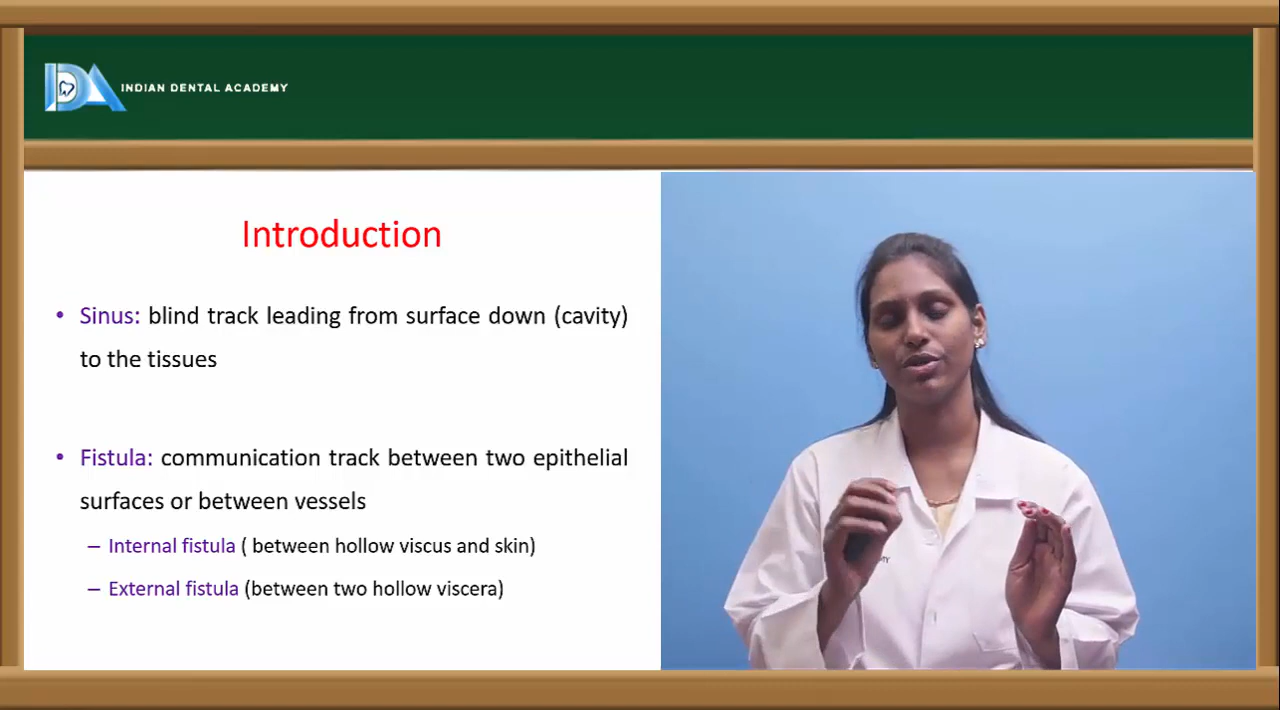 IDA INDIAN DENTAL ACADEMY
Introduction
• Sinus: blind track leading from surface down (cavity)
to the tissues
• Fistula: communication track between two epithelial
surfaces or between vessels
– Internal fistula ( between hollow viscus and skin)
– External fistula (between two hollow viscera)